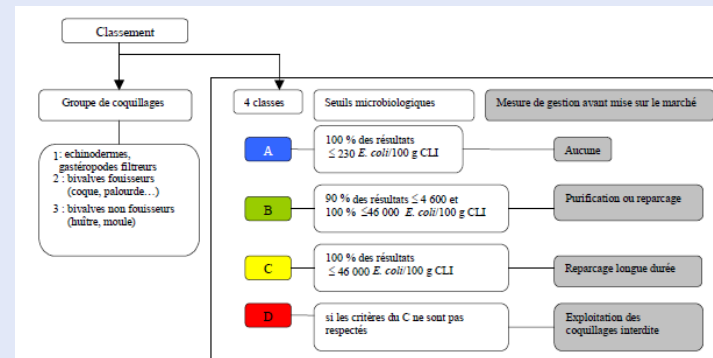 Classement
Groupe de coquillages
1: echinodermes,
gastéropodes filtreurs
2 : bivalves fouisseurs
(coque, palourde…)
3 : bivalves non fouisseurs
(huître, moule)
4 classes
Seuils microbiologiques
Mesure de gestion avant mise sur le marché
A
100 % des résultats
≤ 230 E. coli/100 g CLI
Aucune
B
90 % des résultats ≤ 4 600 et
100 % ≤46 000 E. coli/100 g CLI
Purification ou reparcage
C
100 % des résultats
≤ 46 000 E. coli/100 g CLI
Reparcage longue durée
D
si les critères du C ne sont pas
respectés
Exploitation des
coquillages interdite